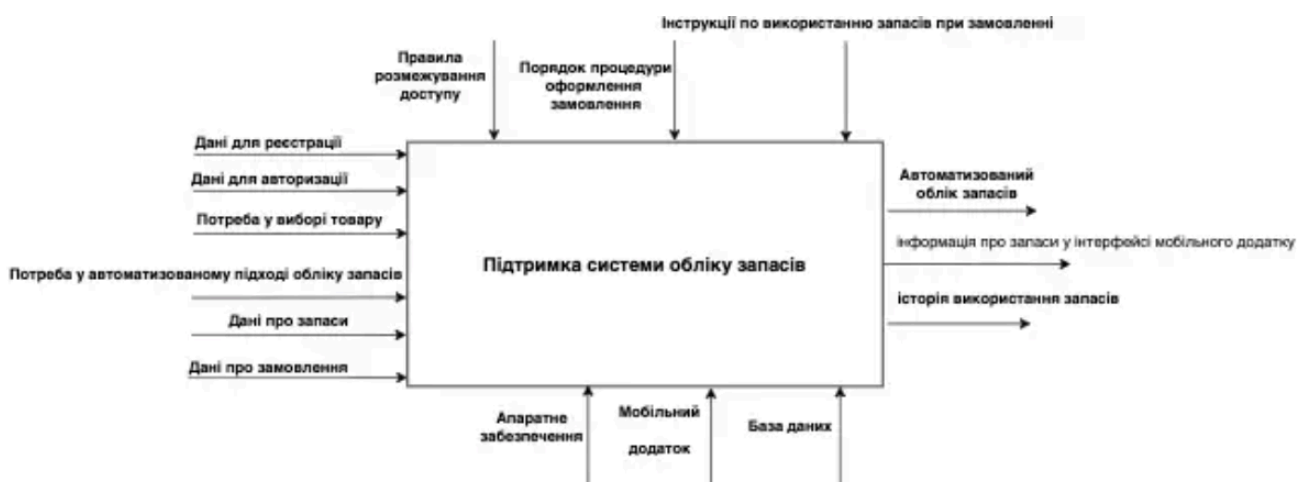 Інструкції по використанню запасів при замовленні
Правила
розмежування
доступу
Порядок процедури
оформлення
замовлення
Дані для реєстрації
Дані для авторизації
Потреба у виборі товару
Потреба у автоматизованому підході обліку запасів
Дані про запаси
Дані про замовлення
Підтримка системи обліку запасів
Автоматизований
облік запасів
інформація про запаси у інтерфейсі мобільного додатку
історія використання запасів
Апаратне
забезпечення
Мобільний
додаток
База даних